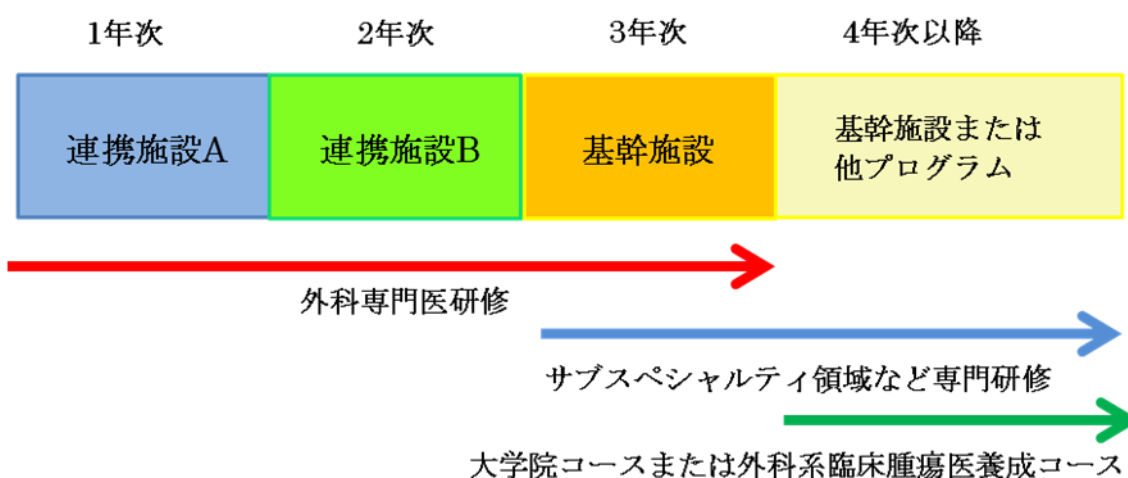 1年次 2年次 3年次 4年次以降
連携施設A 連携施設B 基幹施設 基幹施設または
他プログラム
外科専門医研修
サブスペシャルティ領域など専門研修
大学院コースまたは外科系臨床腫瘍医養成コース